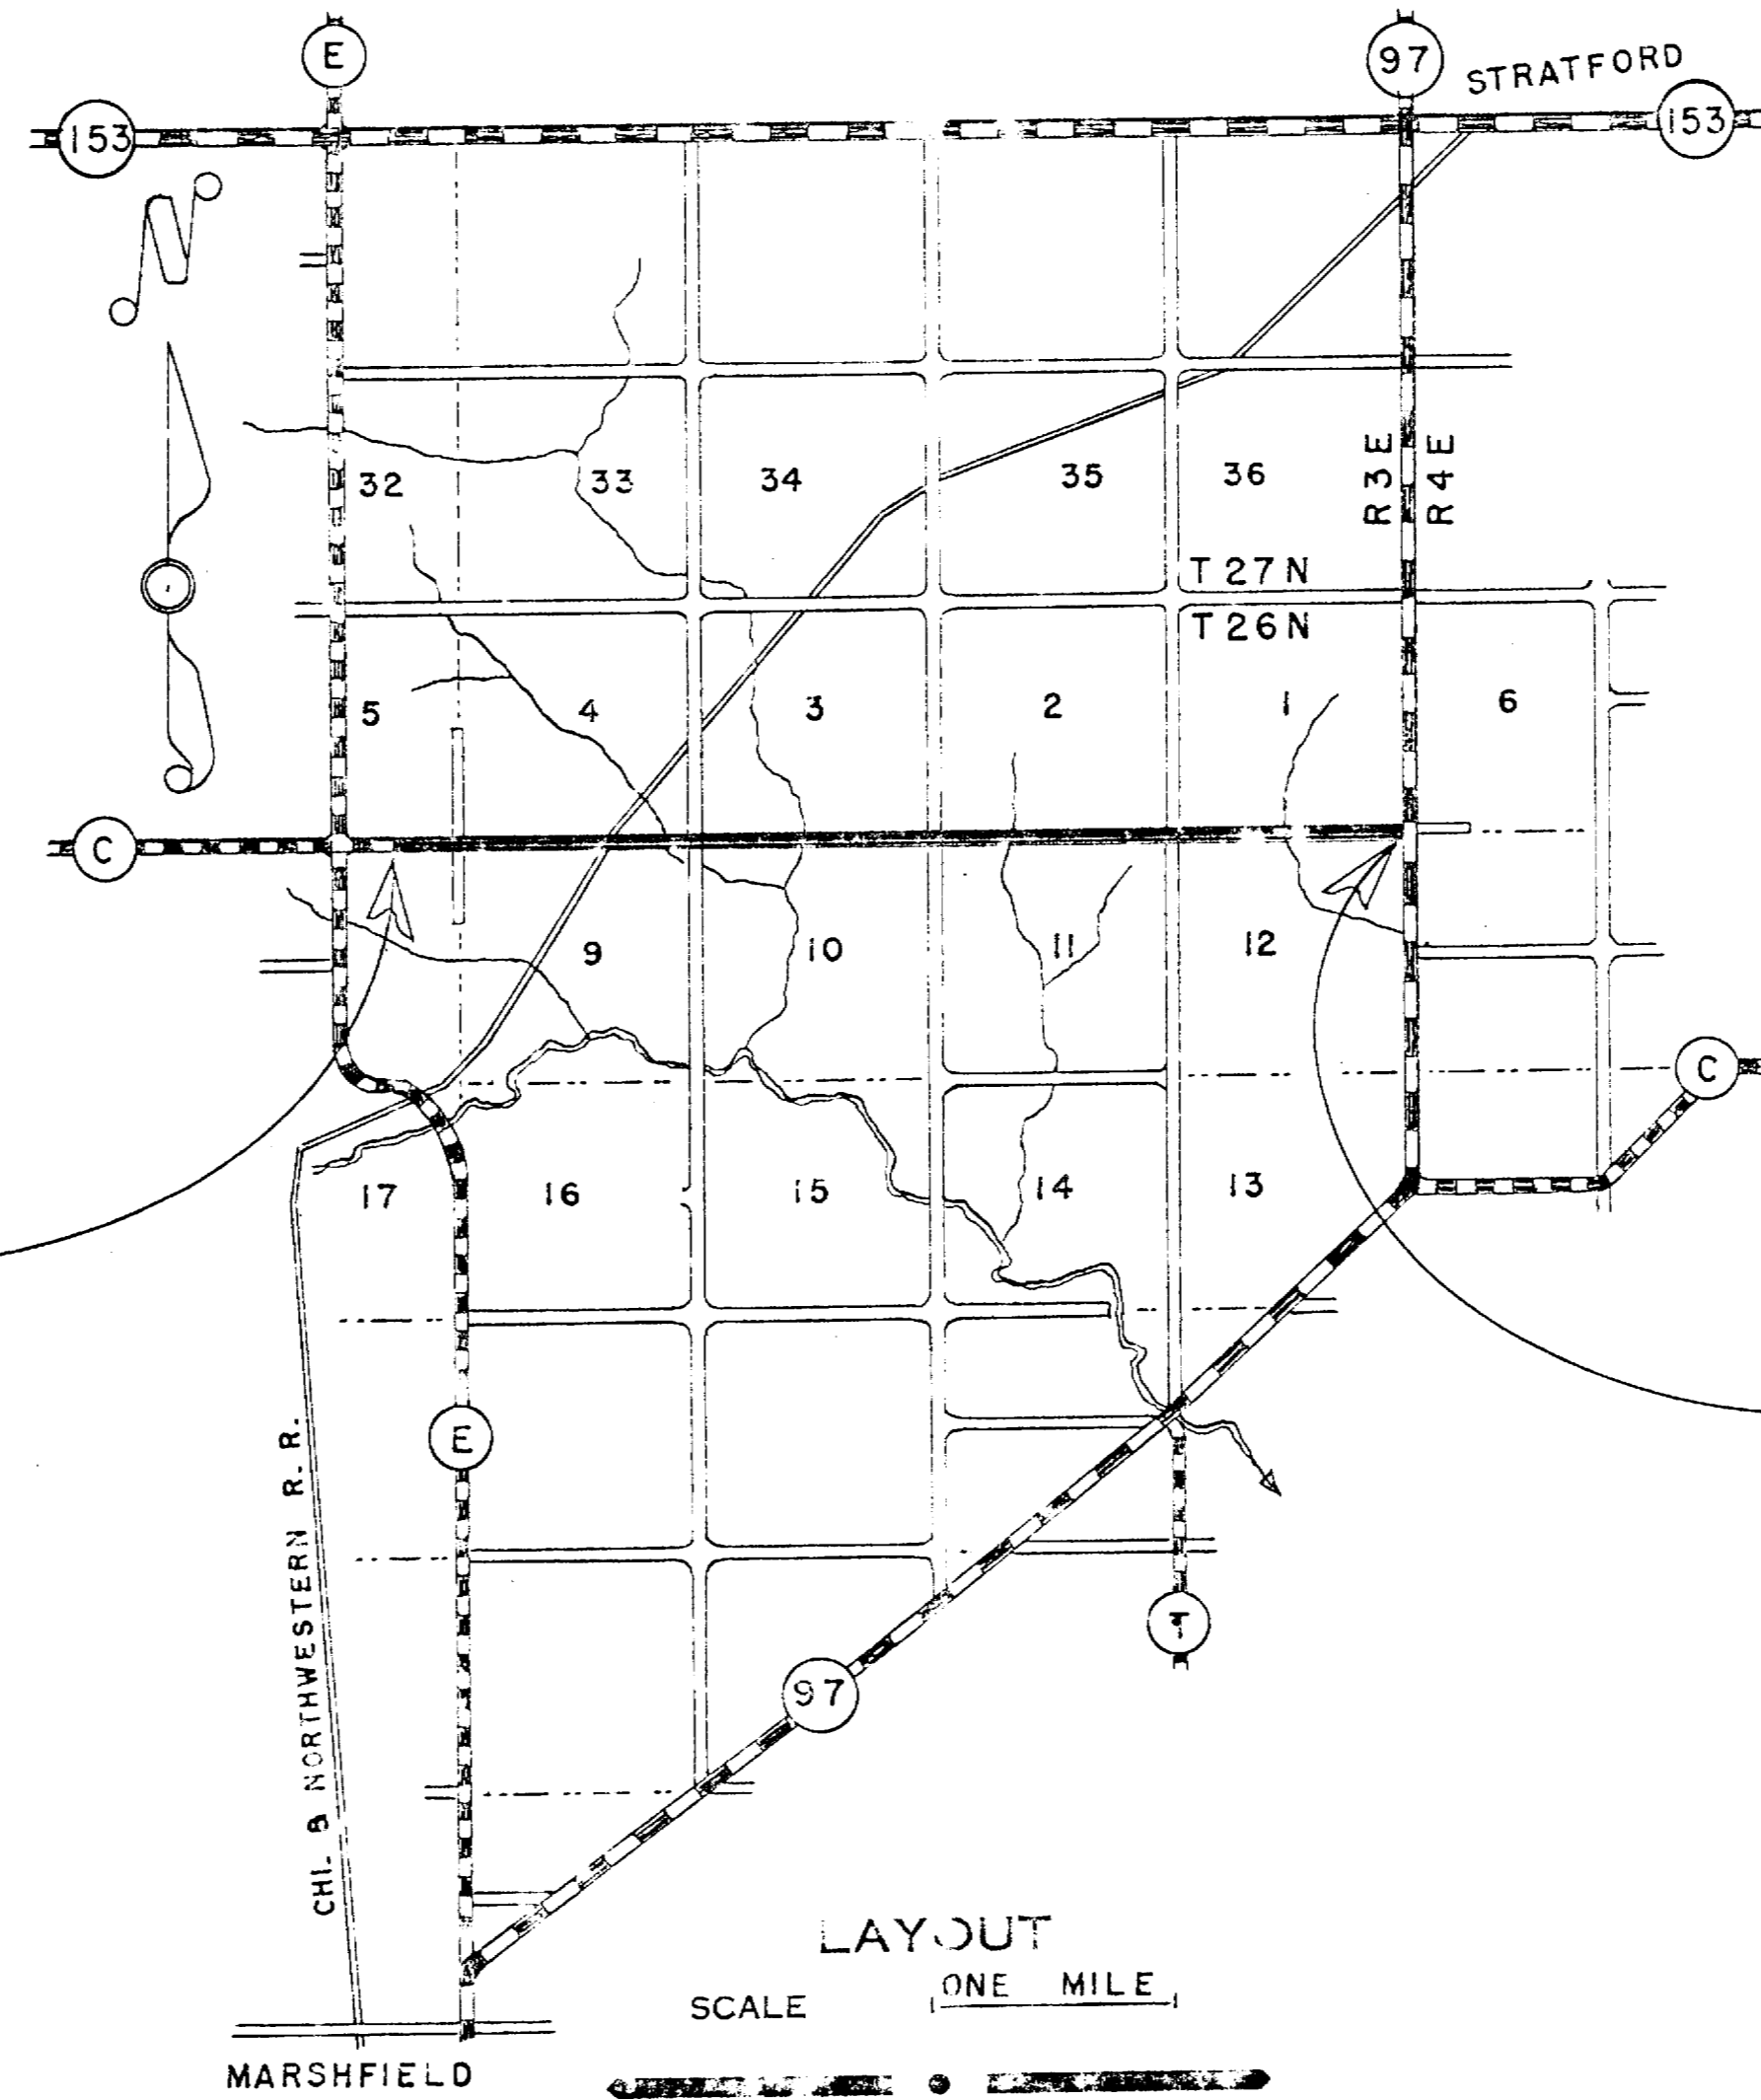 E
97
STRATFORD
153
153
N
32
33
34
35
36
R3E
R4E
T27N
T26N
5
4
3
2
1
6
C
9
10
11
12
C
17
16
15
14
13
E
CHI. & NORTHWESTERN R. R.
T
97
LAYOUT
SCALE
ONE MILE
MARSHFIELD